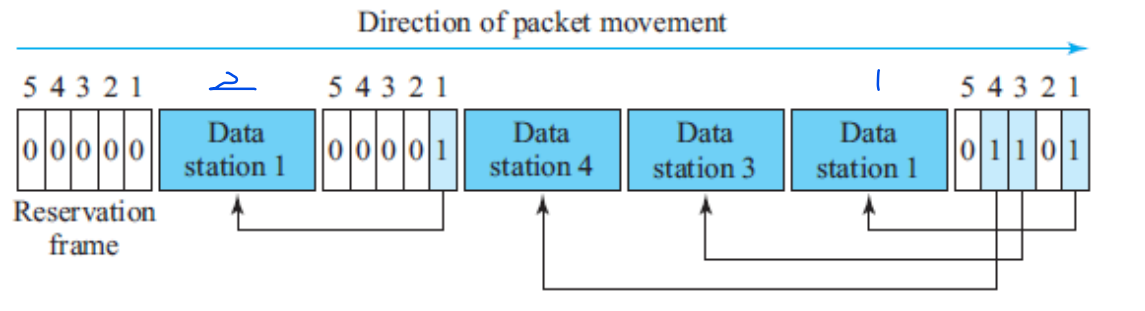 Direction of packet movement
5 4 3 2 1 2 5 4 3 2 1 1 5 4 3 2 1
0 0 0 0 0 Data station 1 0 0 0 0 1 Data station 4 Data station 3 Data station 1 0 1 1 0 1
Reservation
frame